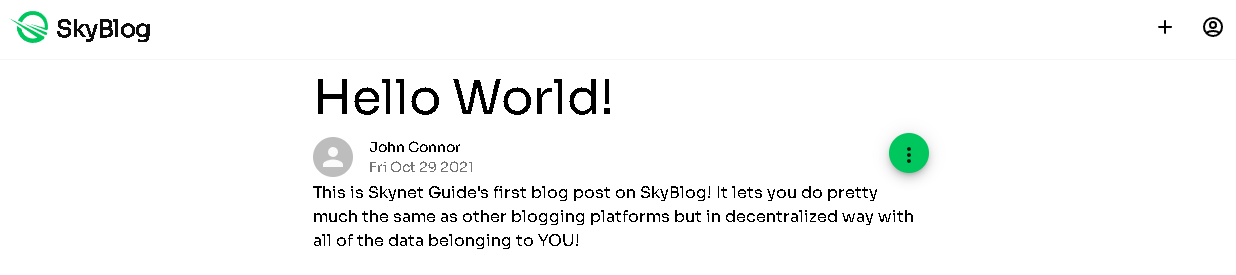 SkyBlog
Hello World!
John Connor
Fri Oct 29 2021
This is Skynet Guide's first blog post on SkyBlog! It lets you do pretty
much the same as other blogging platforms but in decentralized way with
all of the data belonging to YOU!